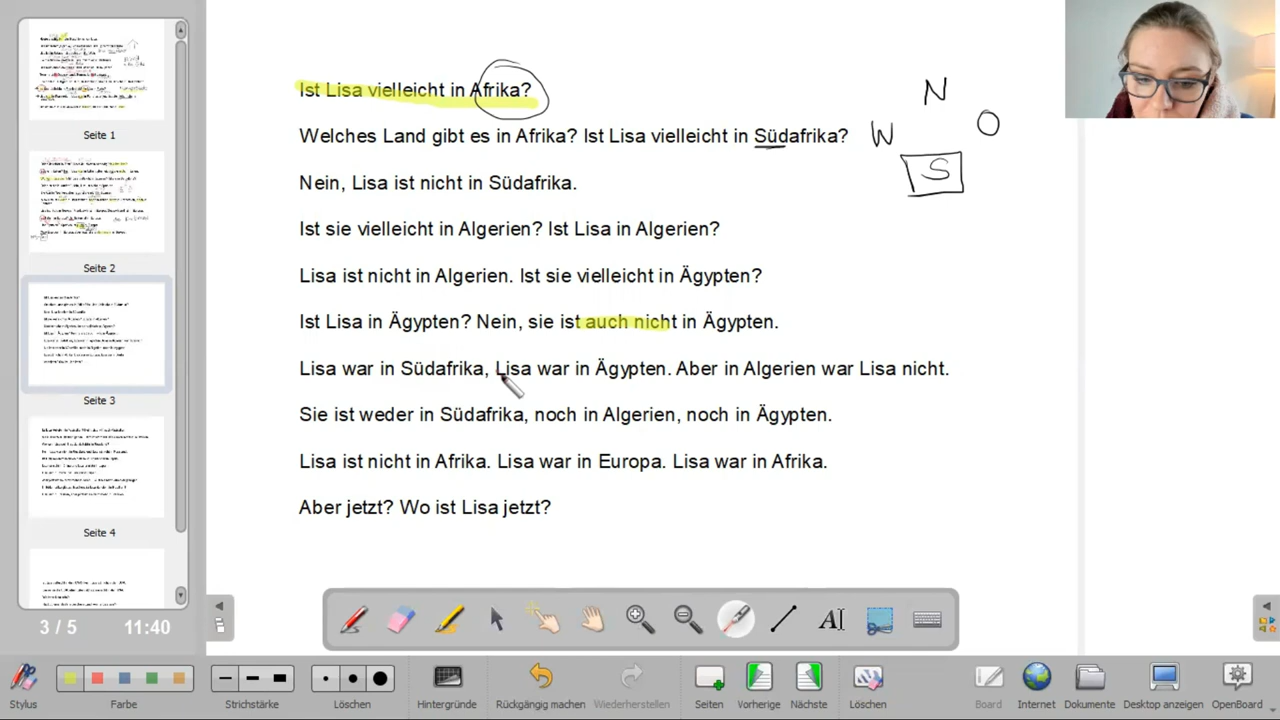 Ist Lisa vielleicht in Afrika?
N
Welches Land gibt es in Afrika? Ist Lisa vielleicht in Südafrika?
W
O
S
Nein, Lisa ist nicht in Südafrika.
Ist sie vielleicht in Algerien? Ist Lisa in Algerien?
Lisa ist nicht in Algerien. Ist sie vielleicht in Ägypten?
Ist Lisa in Ägypten? Nein, sie ist auch nicht in Ägypten.
Lisa war in Südafrika, Lisa war in Ägypten. Aber in Algerien war Lisa nicht.
Sie ist weder in Südafrika, noch in Algerien, noch in Ägypten.
Lisa ist nicht in Afrika. Lisa war in Europa. Lisa war in Afrika.
Aber jetzt? Wo ist Lisa jetzt?
Seite 1
Seite 2
Seite 3
Seite 4
3 / 5 11:40
AI
Stylus Farbe Strichstärke Löschen Hintergründe Rückgängig machen Wiederherstellen Seiten Vorherige Nächste Löschen Board Internet Dokumente Desktop anzeigen OpenBoard